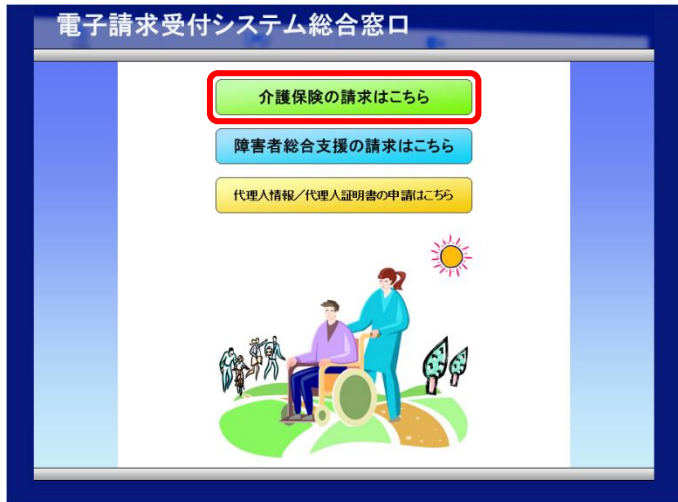 電子請求受付システム総合窓口
介護保険の請求はこちら
障害者総合支援の請求はこちら
代理人情報／代理人証明書の申請はこちら